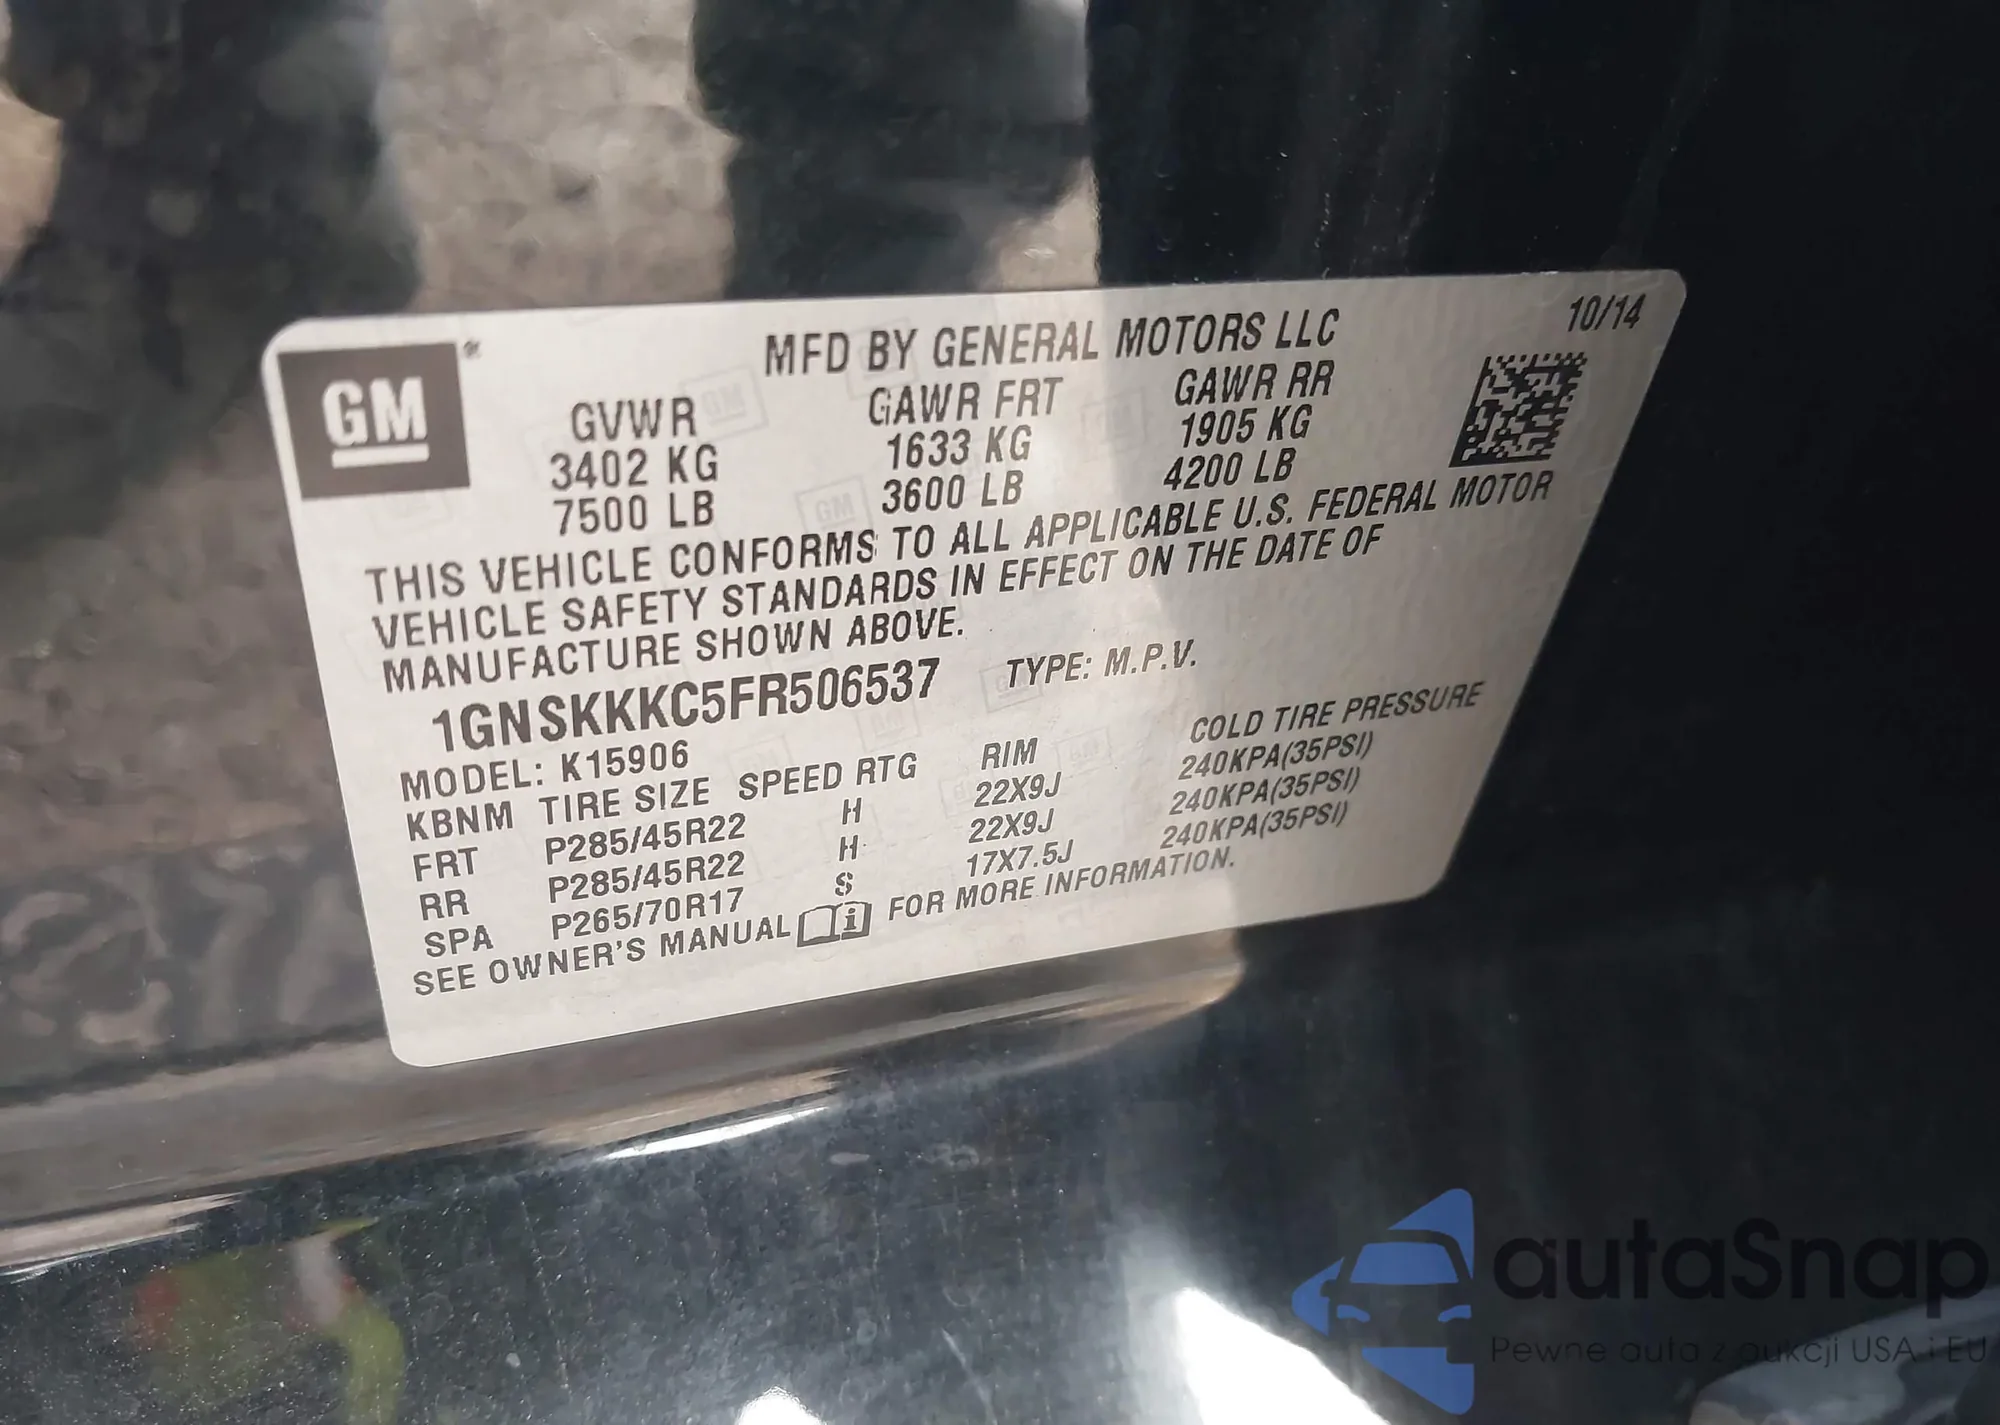 GM
MFD BY GENERAL MOTORS LLC 10/14
GVWR GAWR FRT GAWR RR
3402 KG 1633 KG 1905 KG
7500 LB 3600 LB 4200 LB
THIS VEHICLE CONFORMS TO ALL APPLICABLE U.S. FEDERAL MOTOR
VEHICLE SAFETY STANDARDS IN EFFECT ON THE DATE OF
MANUFACTURE SHOWN ABOVE.
1GNSKKKC5FR506537 TYPE: M.P.V.
MODEL: K15906
KBNM TIRE SIZE SPEED RTG RIM COLD TIRE PRESSURE
FRT P285/45R22 H 22X9J 240KPA(35PSI)
RR P285/45R22 H 22X9J 240KPA(35PSI)
SPA P265/70R17 S 17X7.5J 240KPA(35PSI)
SEE OWNER'S MANUAL i FOR MORE INFORMATION.
autaSnap
Pewne auta z aukcji USA i EU